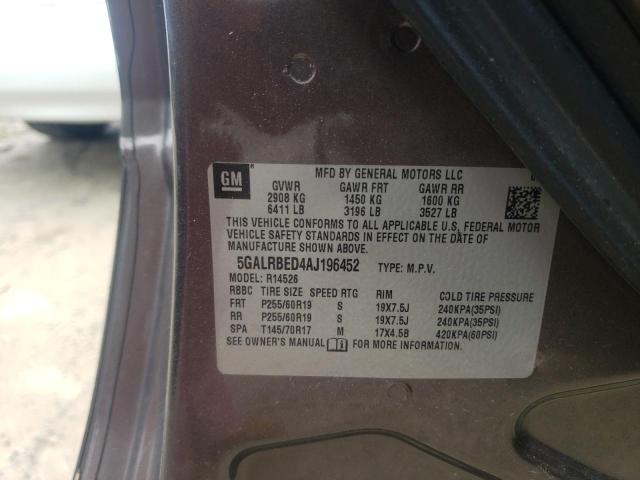 GM
MFD BY GENERAL MOTORS LLC
GVWR GAWR FRT GAWR RR
2908 KG 1450 KG 1600 KG
6411 LB 3196 LB 3527 LB
THIS VEHICLE CONFORMS TO ALL APPLICABLE U.S. FEDERAL MOTOR
VEHICLE SAFETY STANDARDS IN EFFECT ON THE DATE OF
MANUFACTURE SHOWN ABOVE.
5GALRBED4AJ196452 TYPE: M.P.V.
MODEL: R14526
RBBC TIRE SIZE SPEED RTG RIM COLD TIRE PRESSURE
FRT P255/60R19 S 19X7.5J 240KPA(35PSI)
RR P255/60R19 S 19X7.5J 240KPA(35PSI)
SPA T145/70R17 M 17X4.5B 420KPA(60PSI)
SEE OWNER'S MANUAL FOR MORE INFORMATION.